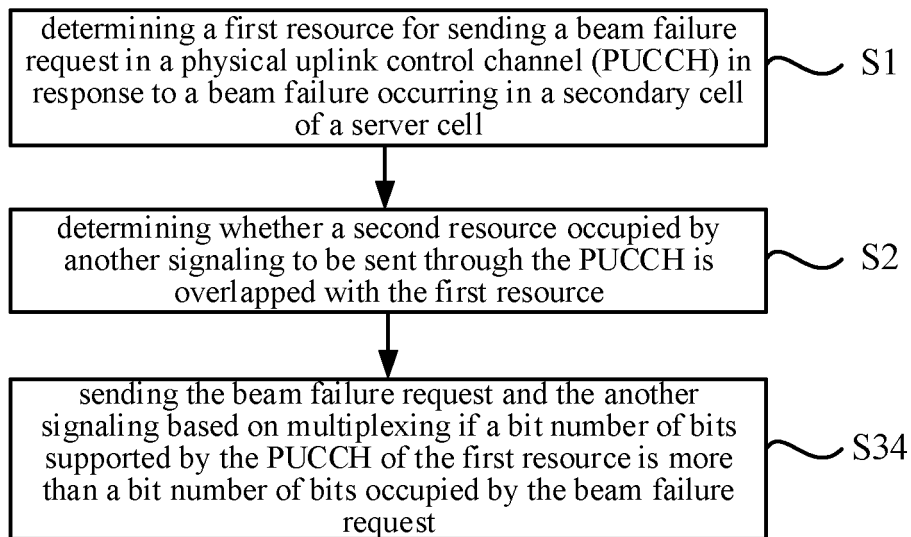 determining a first resource for sending a beam failure
request in a physical uplink control channel (PUCCH) in
response to a beam failure occurring in a secondary cell
of a server cell
S1
determining whether a second resource occupied by
another signaling to be sent through the PUCCH is
overlapped with the first resource
S2
sending the beam failure request and the another
signaling based on multiplexing if a bit number of bits
supported by the PUCCH of the first resource is more
than a bit number of bits occupied by the beam failure
request
S34